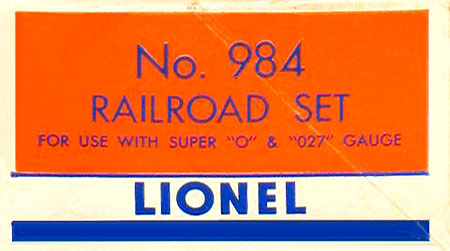 No. 984
RAILROAD SET
FOR USE WITH SUPER "O" & "027" GAUGE
LIONEL